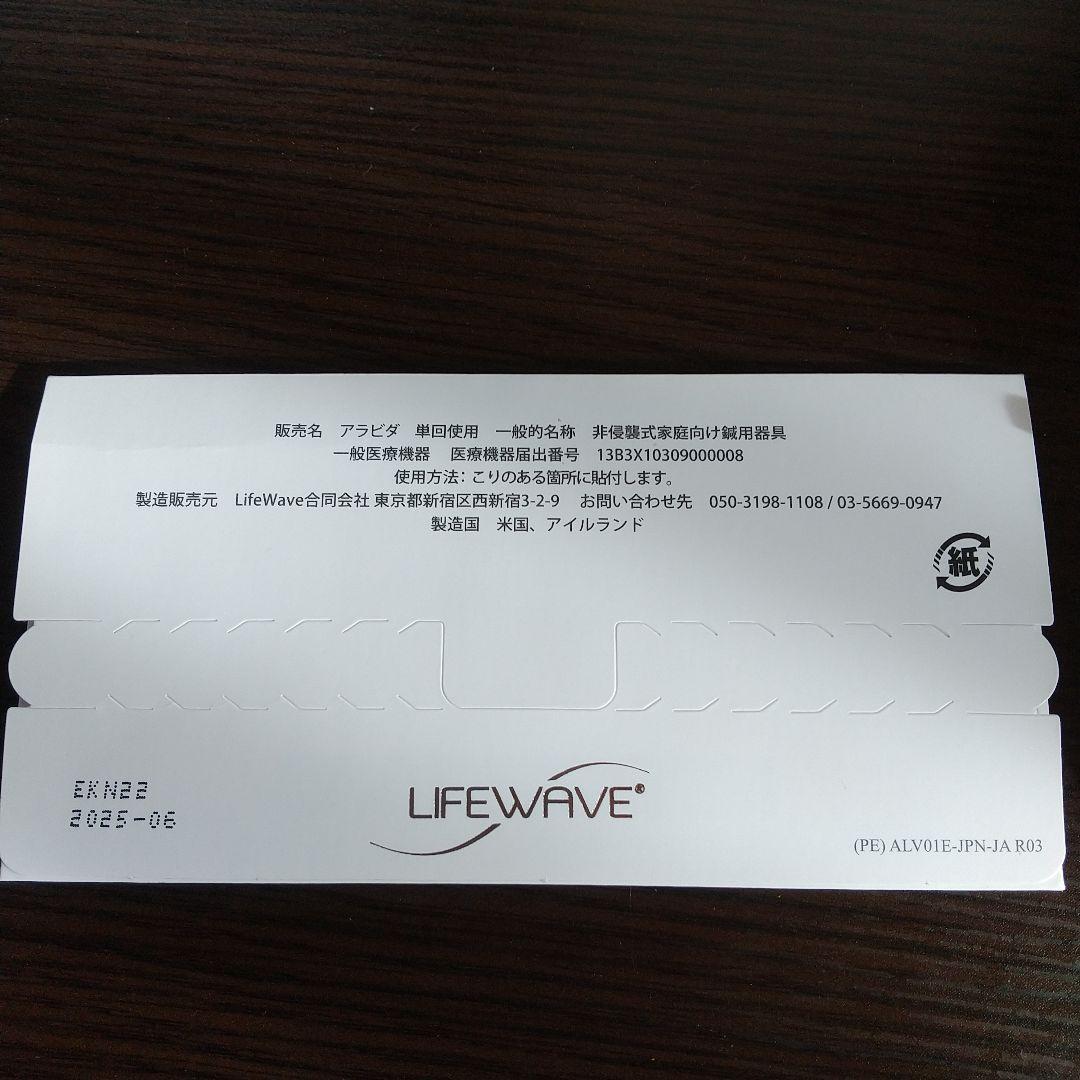 販売名 アラビダ 単回使用 一般的名称 非侵襲式家庭向け鍼用器具
一般医療機器 医療機器届出番号 13B3X10309000008
使用方法：こりのある箇所に貼付します。
製造販売元 LifeWave合同会社 東京都新宿区西新宿3-2-9 お問い合わせ先 050-3198-1108 / 03-5669-0947
製造国 米国、アイルランド
紙
EKN22
2025-06
LIFEWAVE®
(PE) ALV01E-JPN-JA R03